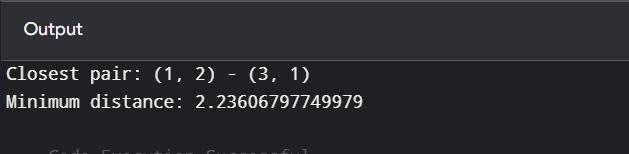 Output
Closest pair: (1, 2) - (3, 1)
Minimum distance: 2.23606797749979